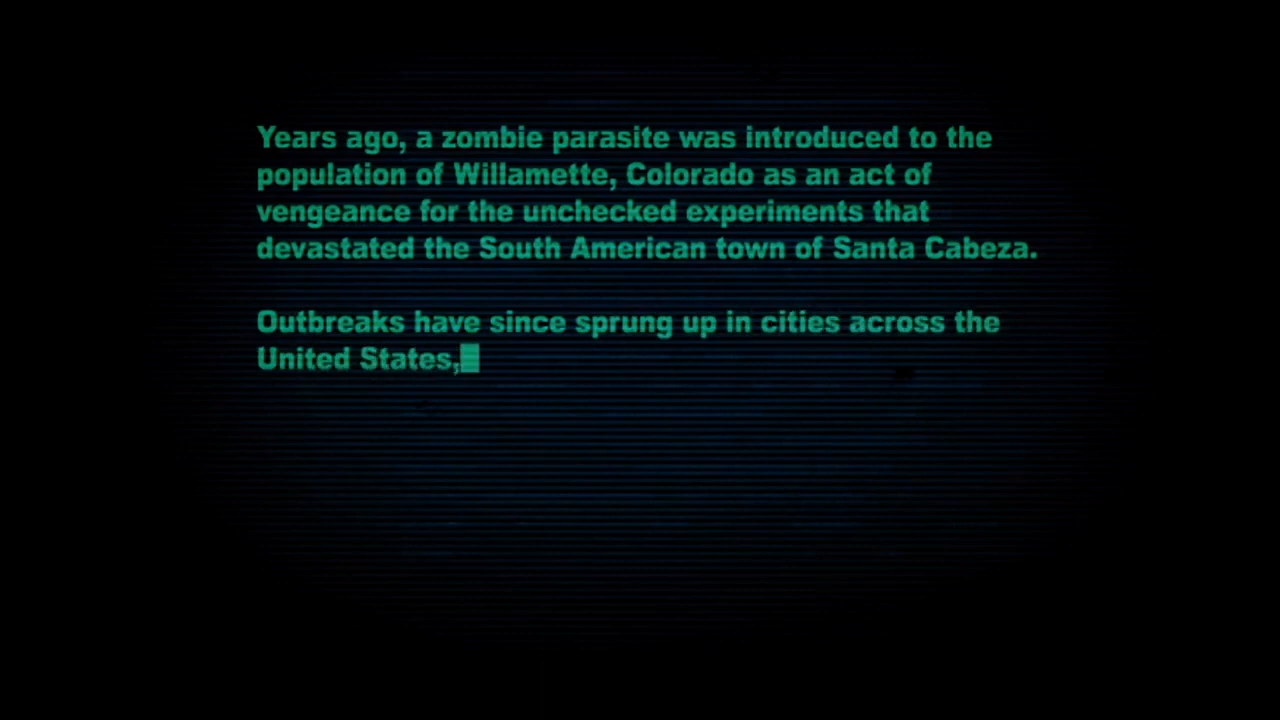 Years ago, a zombie parasite was introduced to the
population of Willamette, Colorado as an act of
vengeance for the unchecked experiments that
devastated the South American town of Santa Cabeza.
Outbreaks have since sprung up in cities across the
United States,